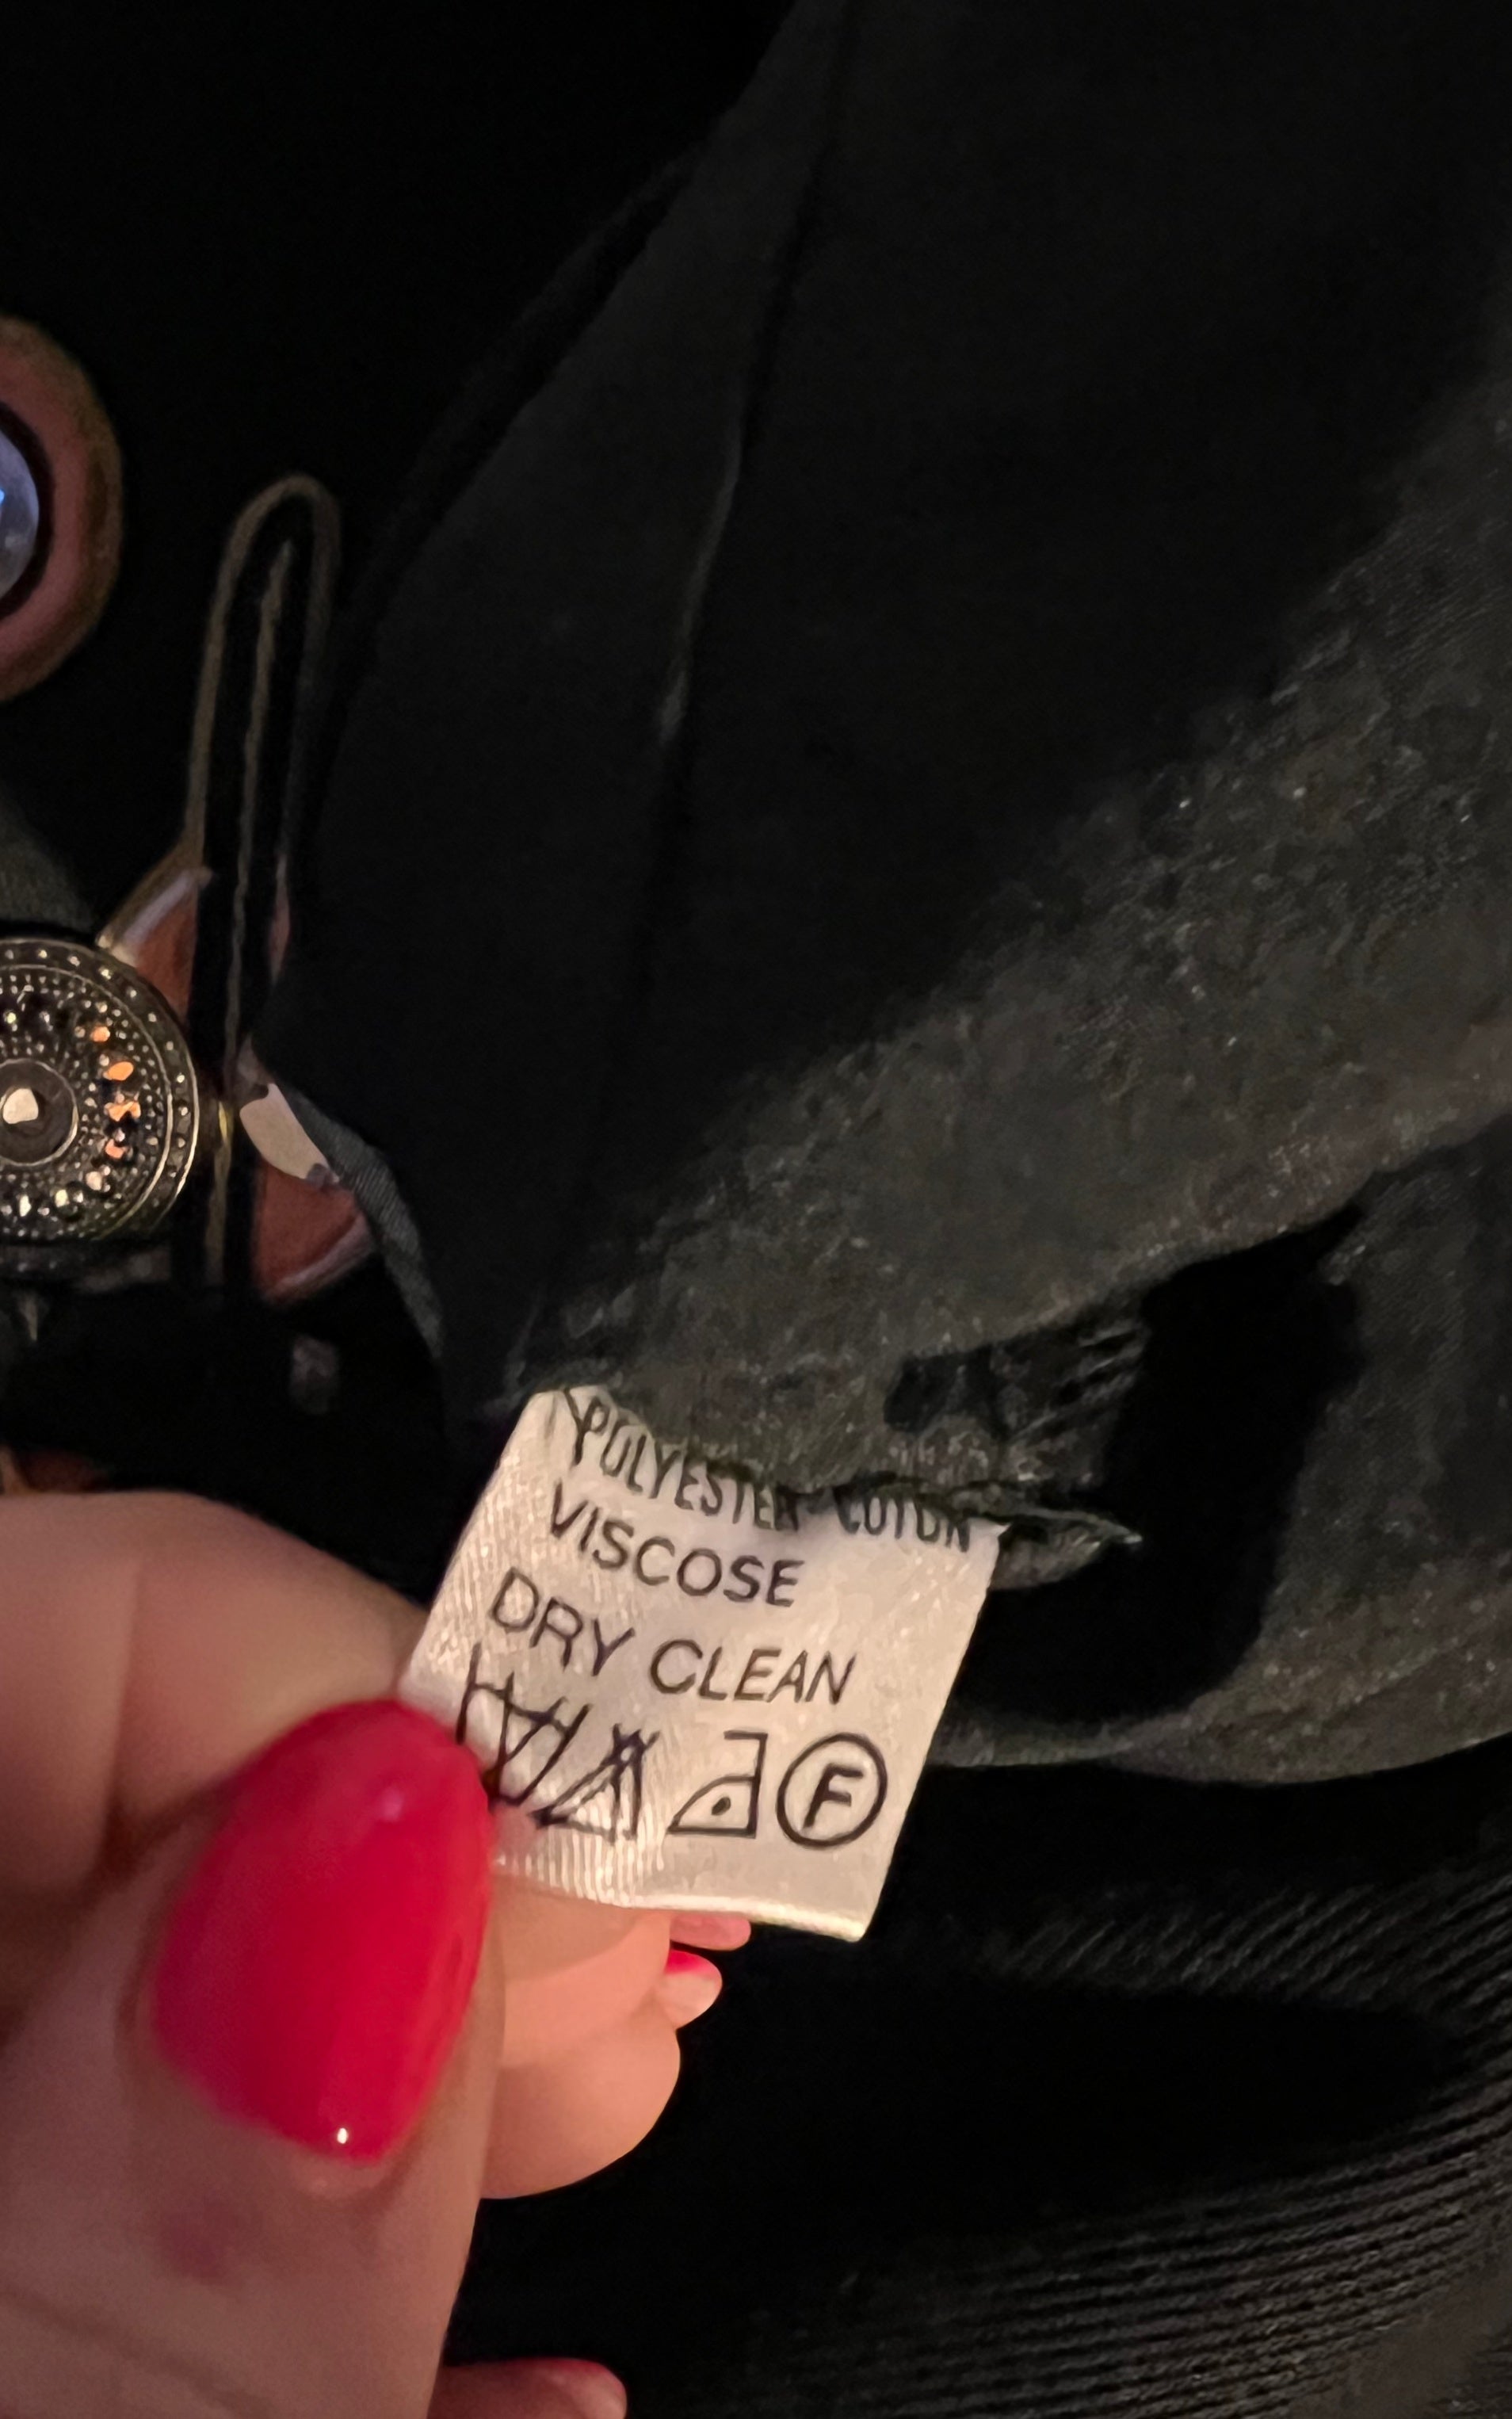 POLYESTER COTON
VISCOSE
DRY CLEAN
F